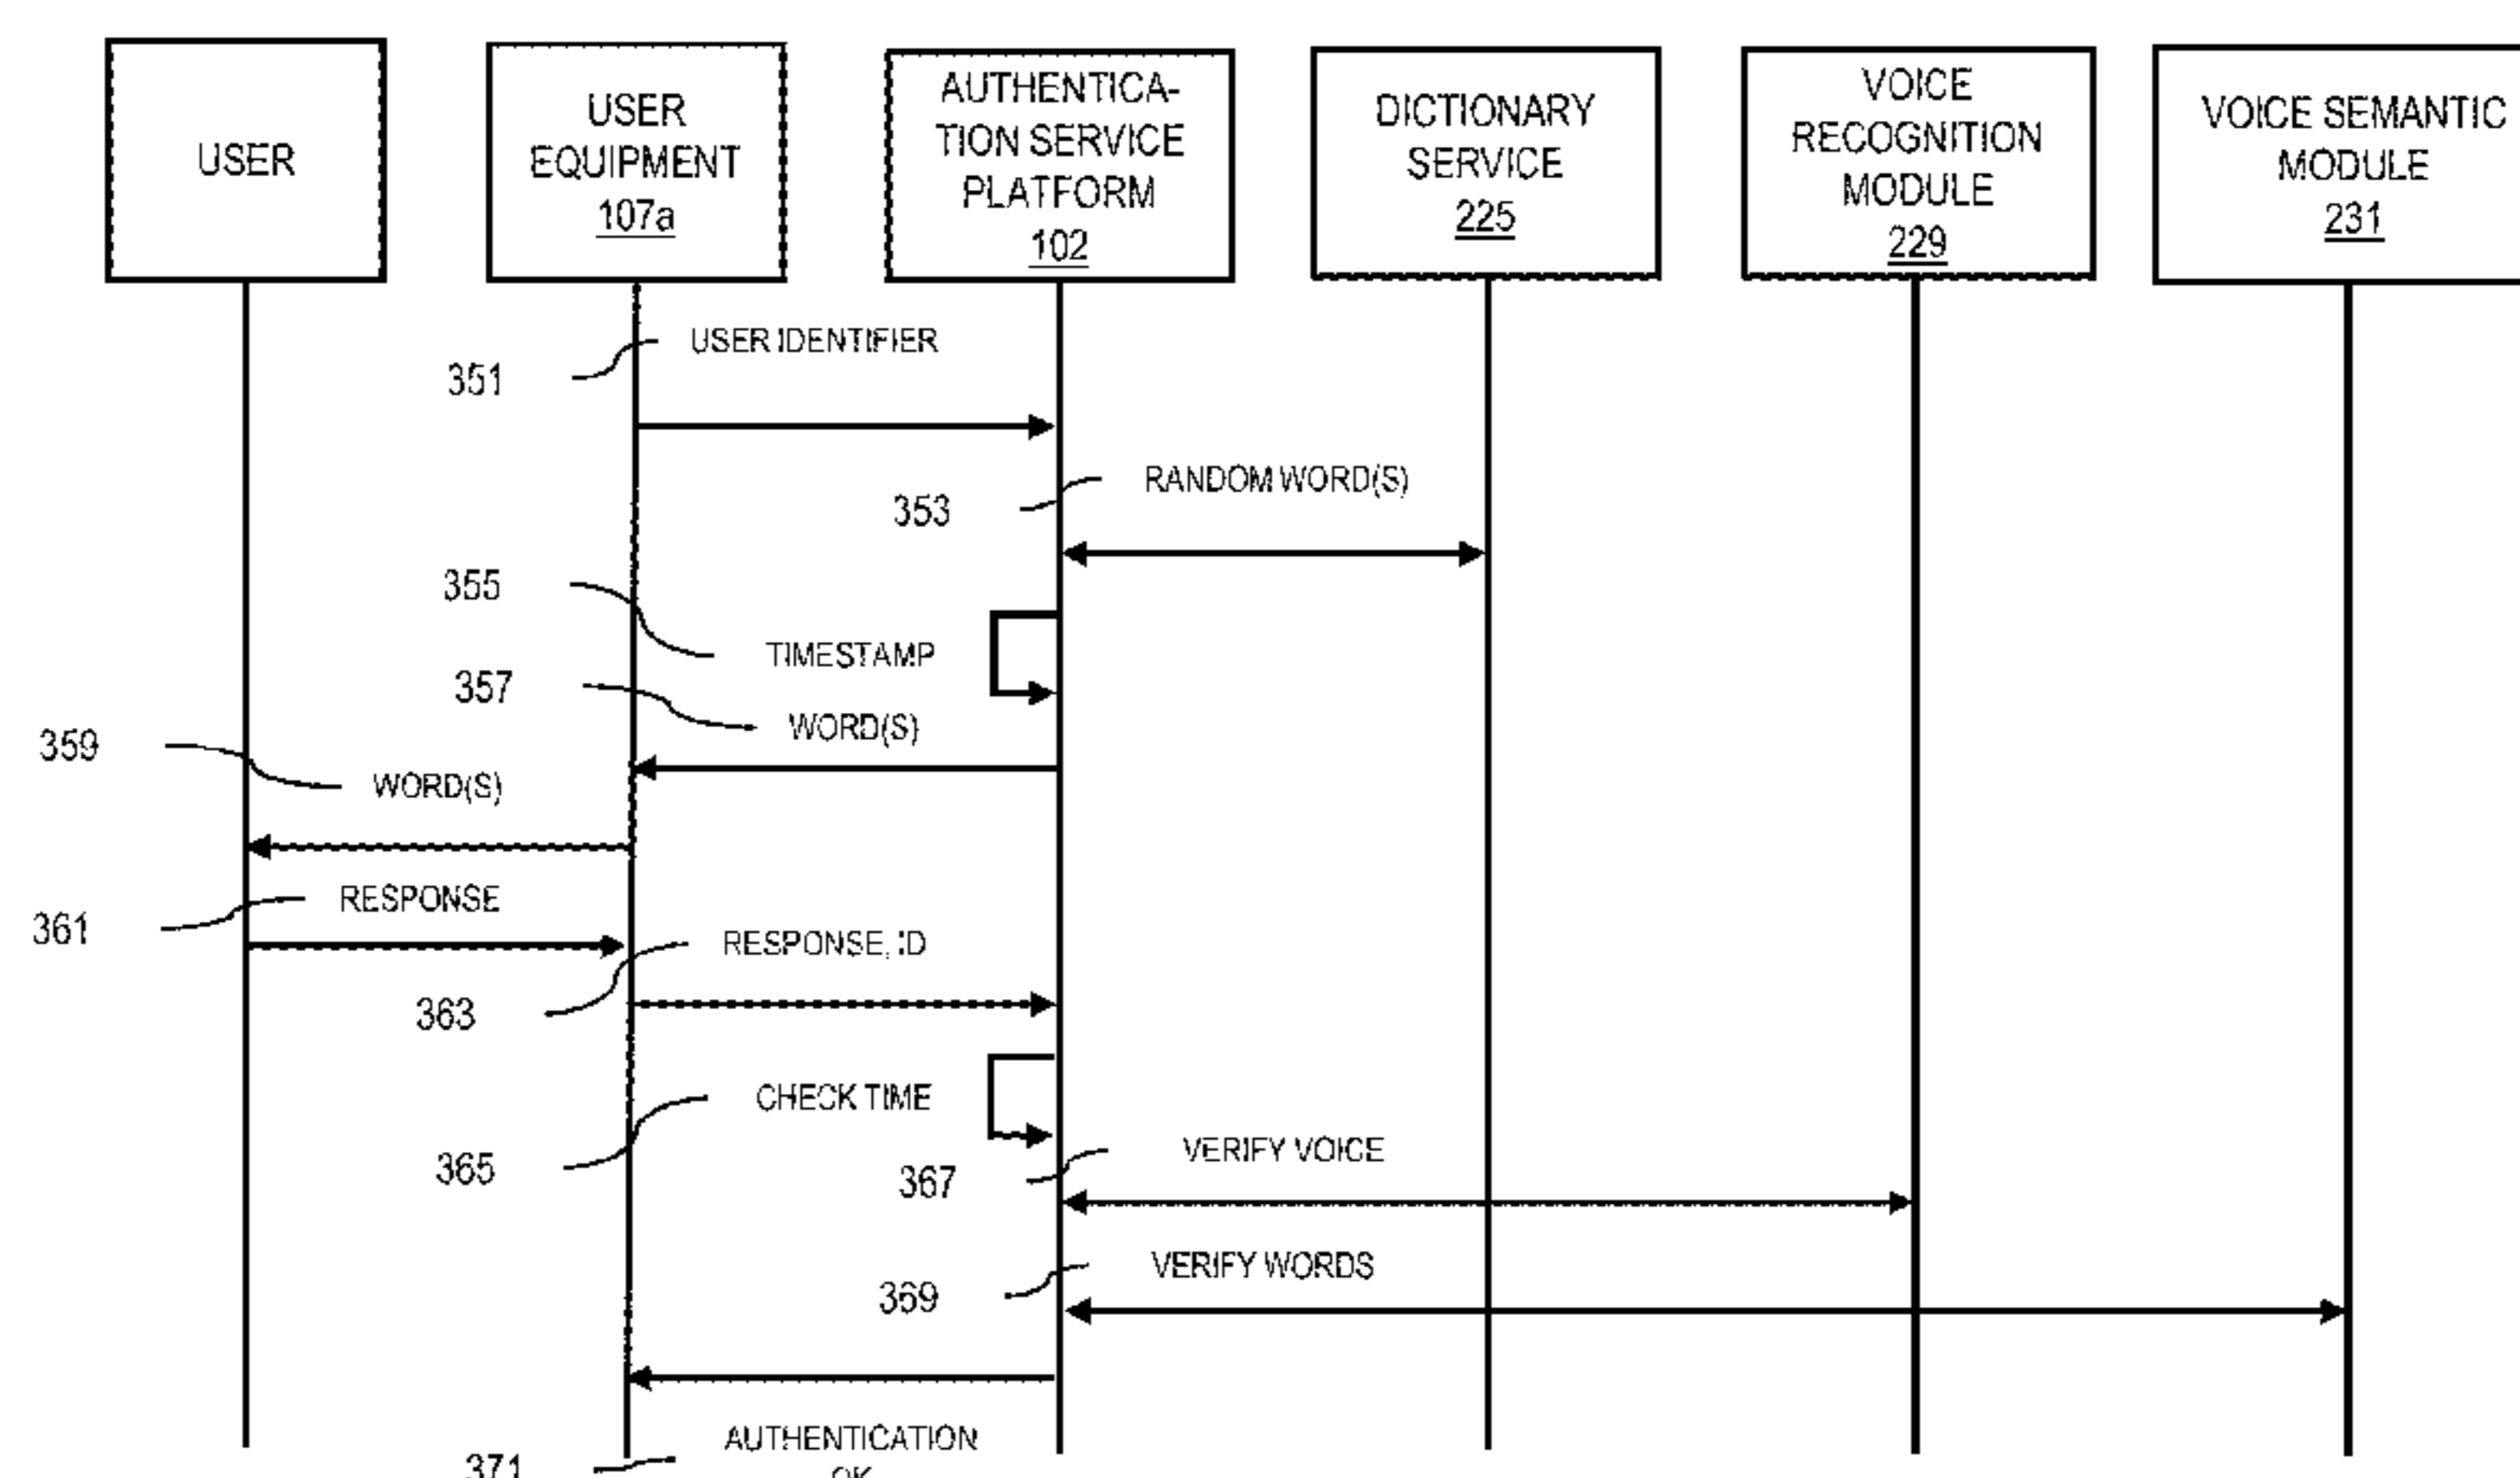 USER
USER
EQUIPMENT
107a
AUTHENTICA-
TION SERVICE
PLATFORM
102
DICTIONARY
SERVICE
225
VOICE
RECOGNITION
MODULE
229
VOICE SEMANTIC
MODULE
231
351
USER IDENTIFIER
353
RANDOM WORD(S)
355
TIMESTAMP
357
WORD(S)
359
WORD(S)
361
RESPONSE
363
RESPONSE, ID
365
CHECK TIME
367
VERIFY VOICE
369
VERIFY WORDS
371
AUTHENTICATION
OK